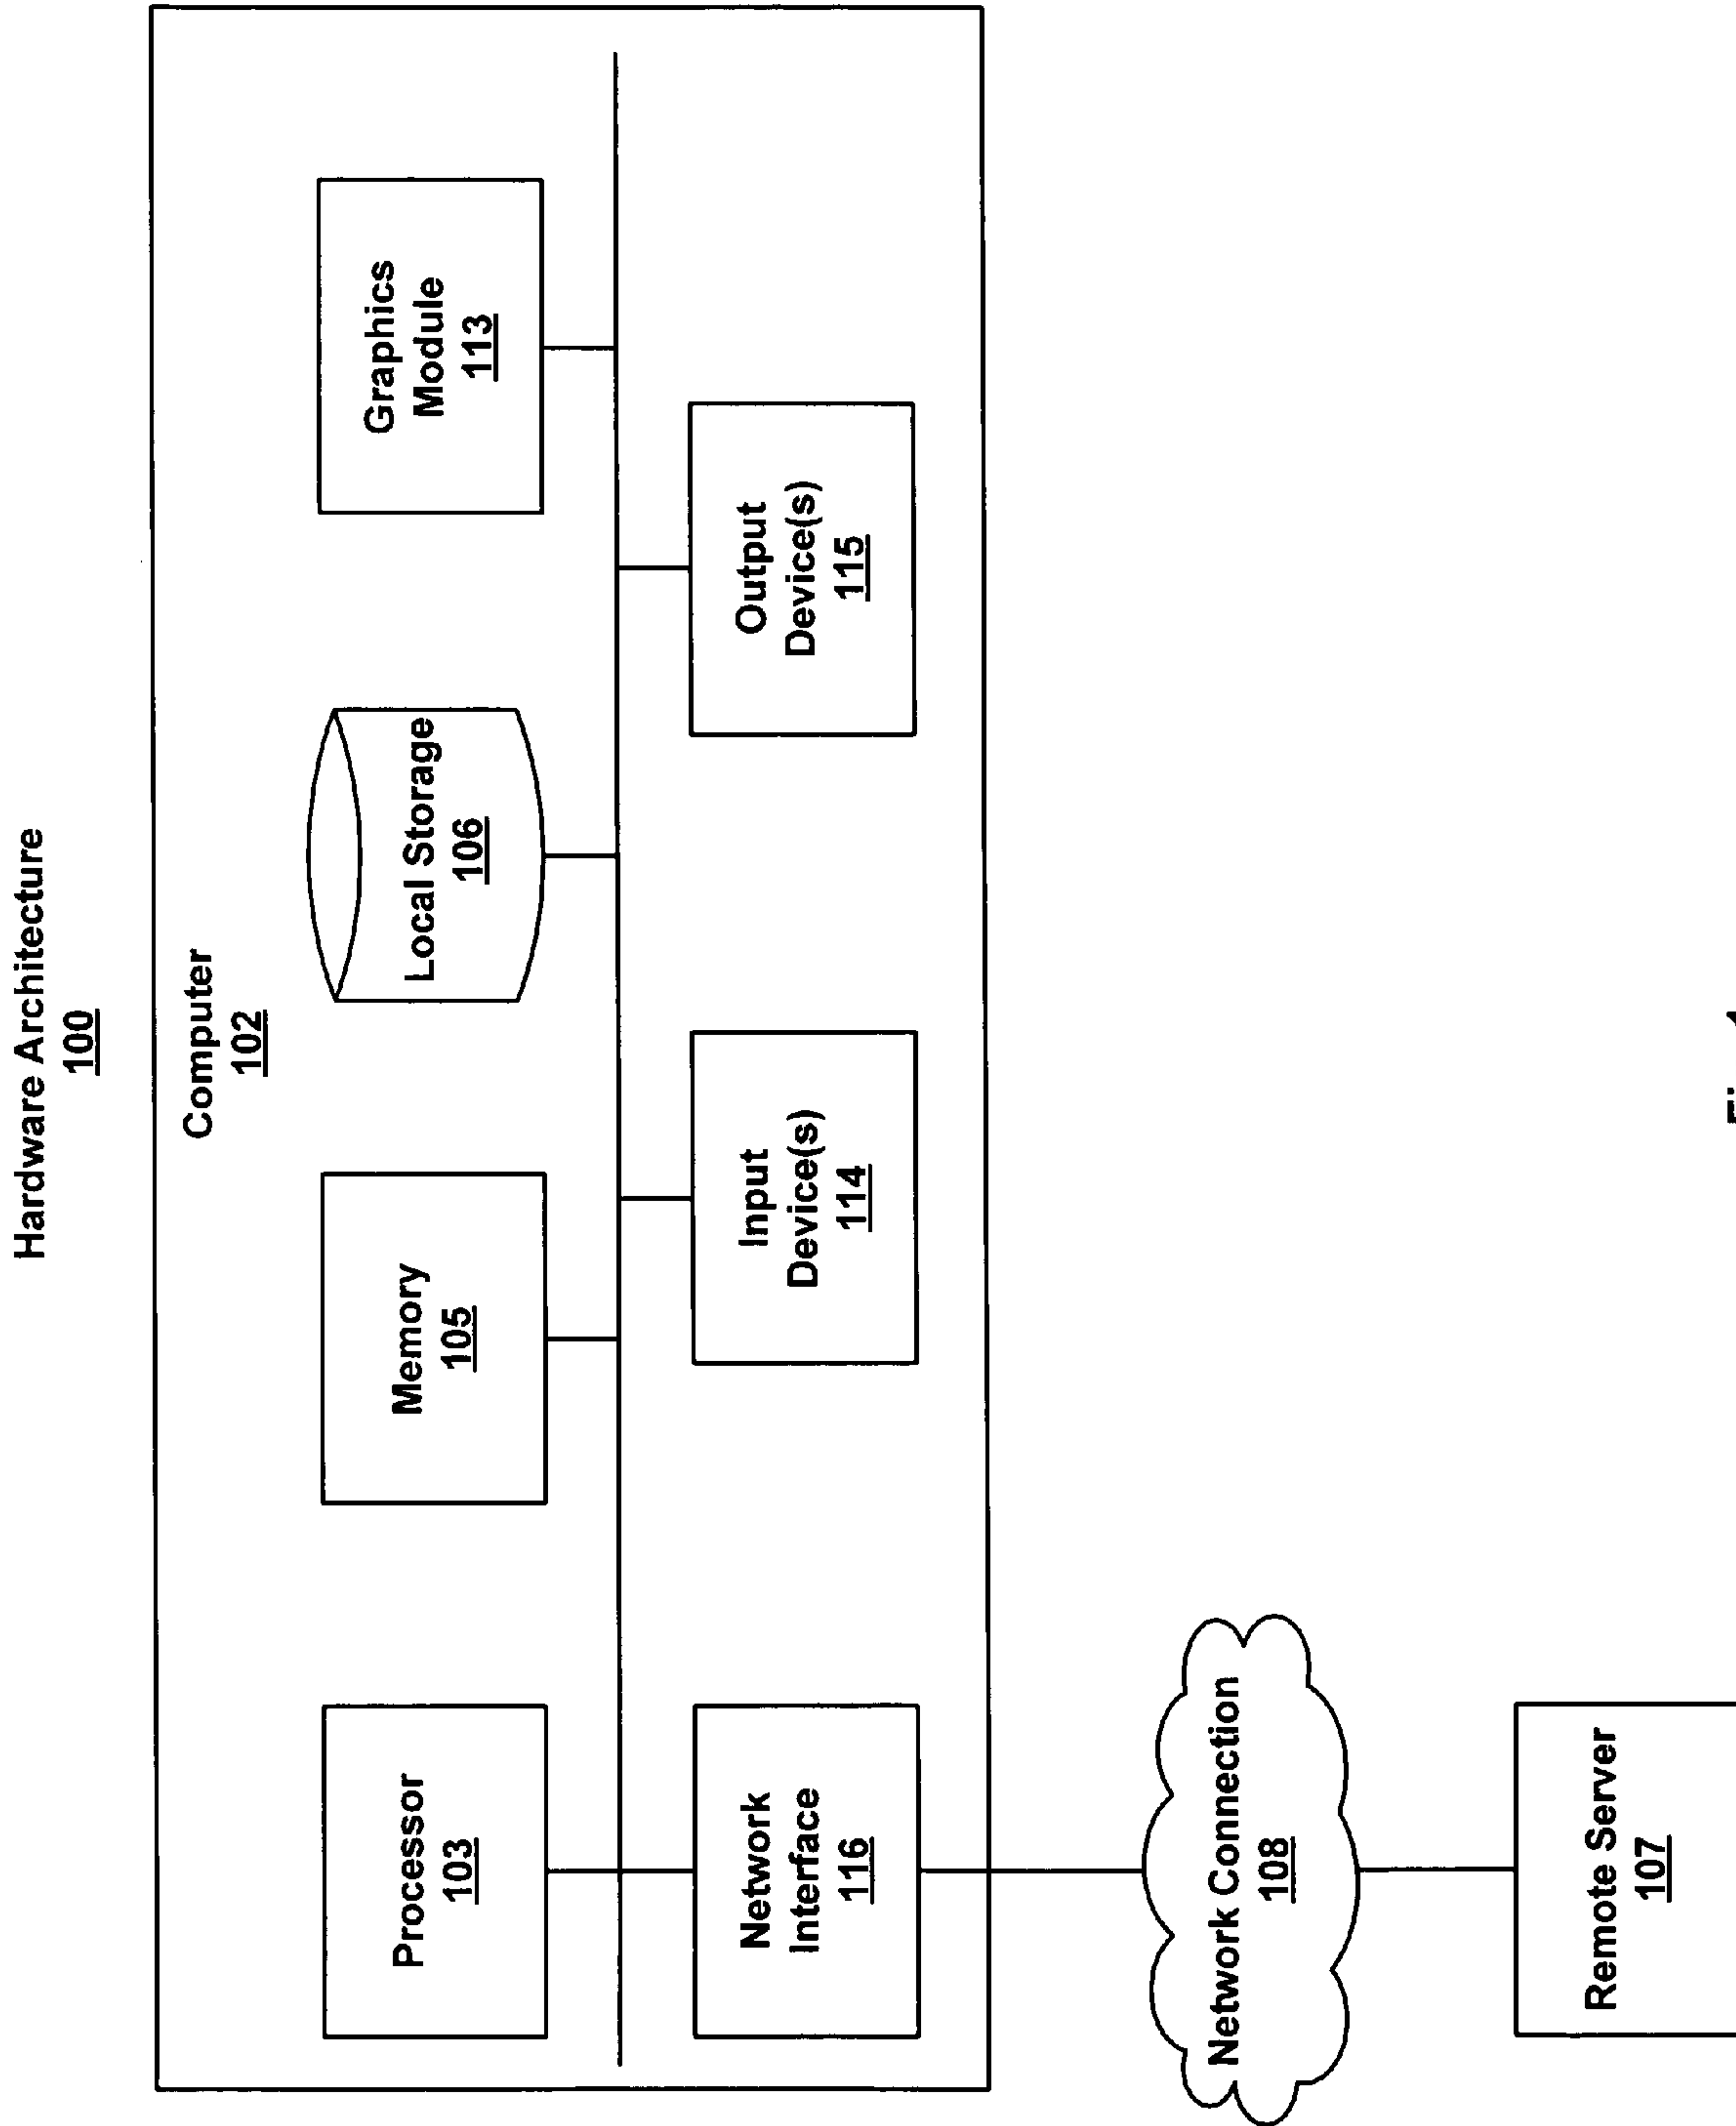 Hardware Architecture
100
Computer
102
Processor
103
Memory
105
Local Storage
106
Graphics
Module
113
Network
Interface
116
Input
Device(s)
114
Output
Device(s)
115
Network Connection
108
Remote Server
107